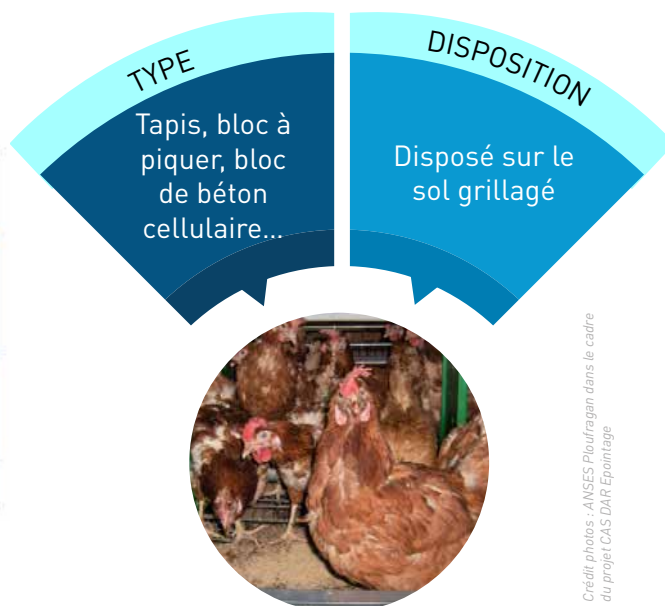 TYPE
Tapis, bloc à
piquer, bloc
de béton
cellulaire...
DISPOSITION
Disposé sur le
sol grillagé
Crédit photos : ANSES Ploufragan dans le cadre
du projet CAS DAR Epointage